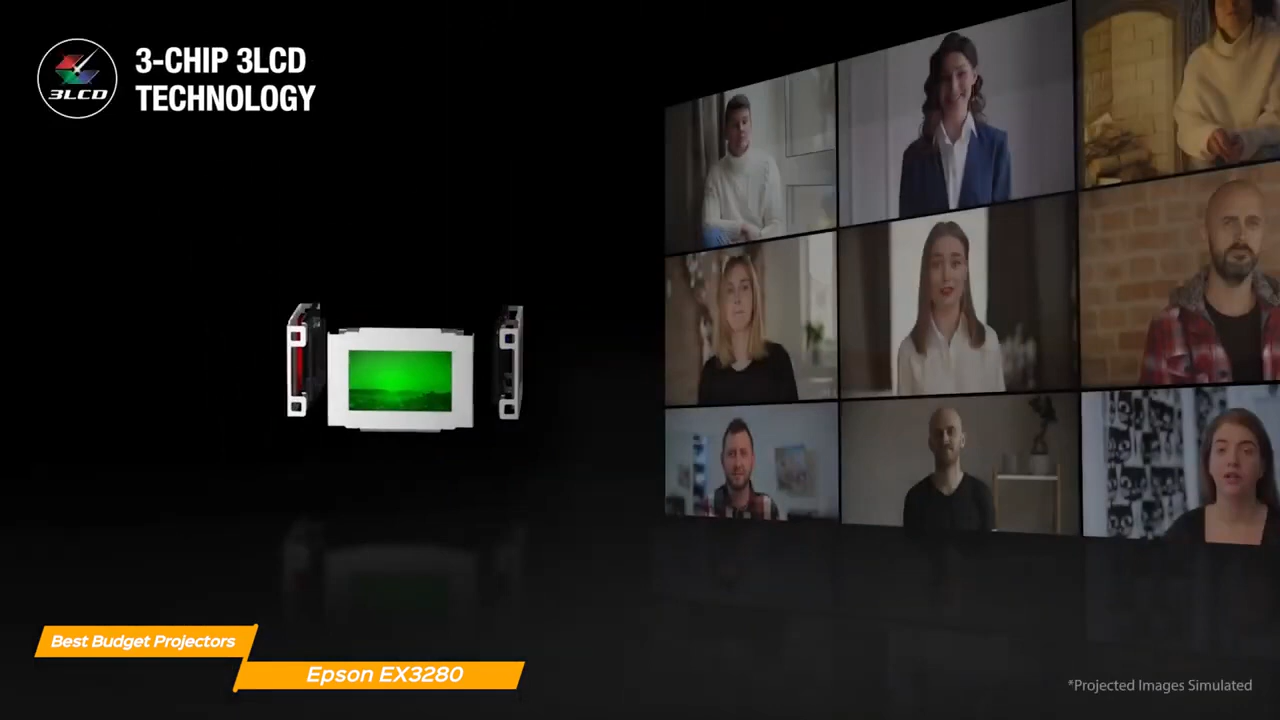 3LCD
3-CHIP 3LCD
TECHNOLOGY
Best Budget Projectors
Epson EX3280
*Projected Images Simulated